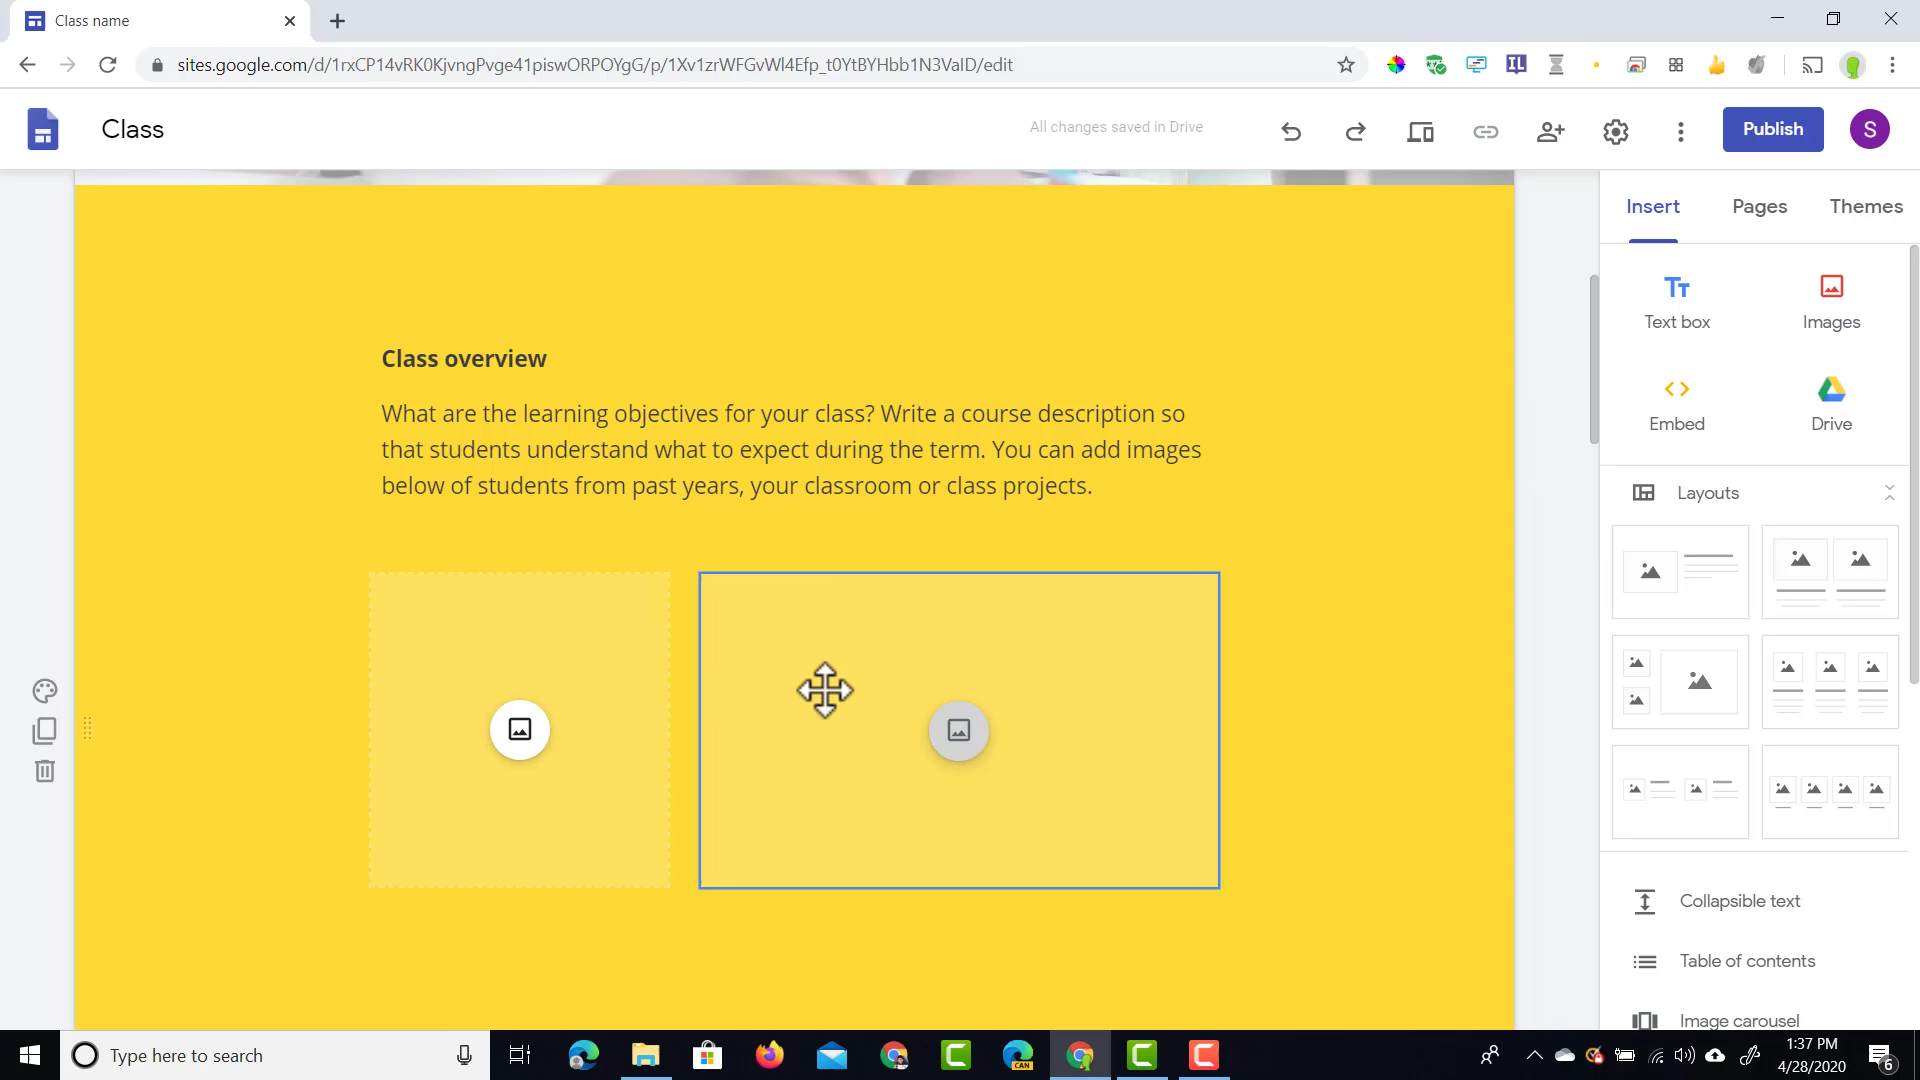 Class name
sites.google.com/d/1rxCP14vRK0KjvngPvge41piswORPOYgG/p/1Xv1zrWFGvWl4Efp_t0YtBYHbb1N3VaID/edit
IL
Class
All changes saved in Drive
Publish
S
Insert
Pages
Themes
Tт
Text box
Images
Embed
Drive
Layouts
Class overview
What are the learning objectives for your class? Write a course description so
that students understand what to expect during the term. You can add images
below of students from past years, your classroom or class projects.
Collapsible text
Table of contents
Image carousel
Type here to search
CAN
1:37 PM
4/28/2020
6